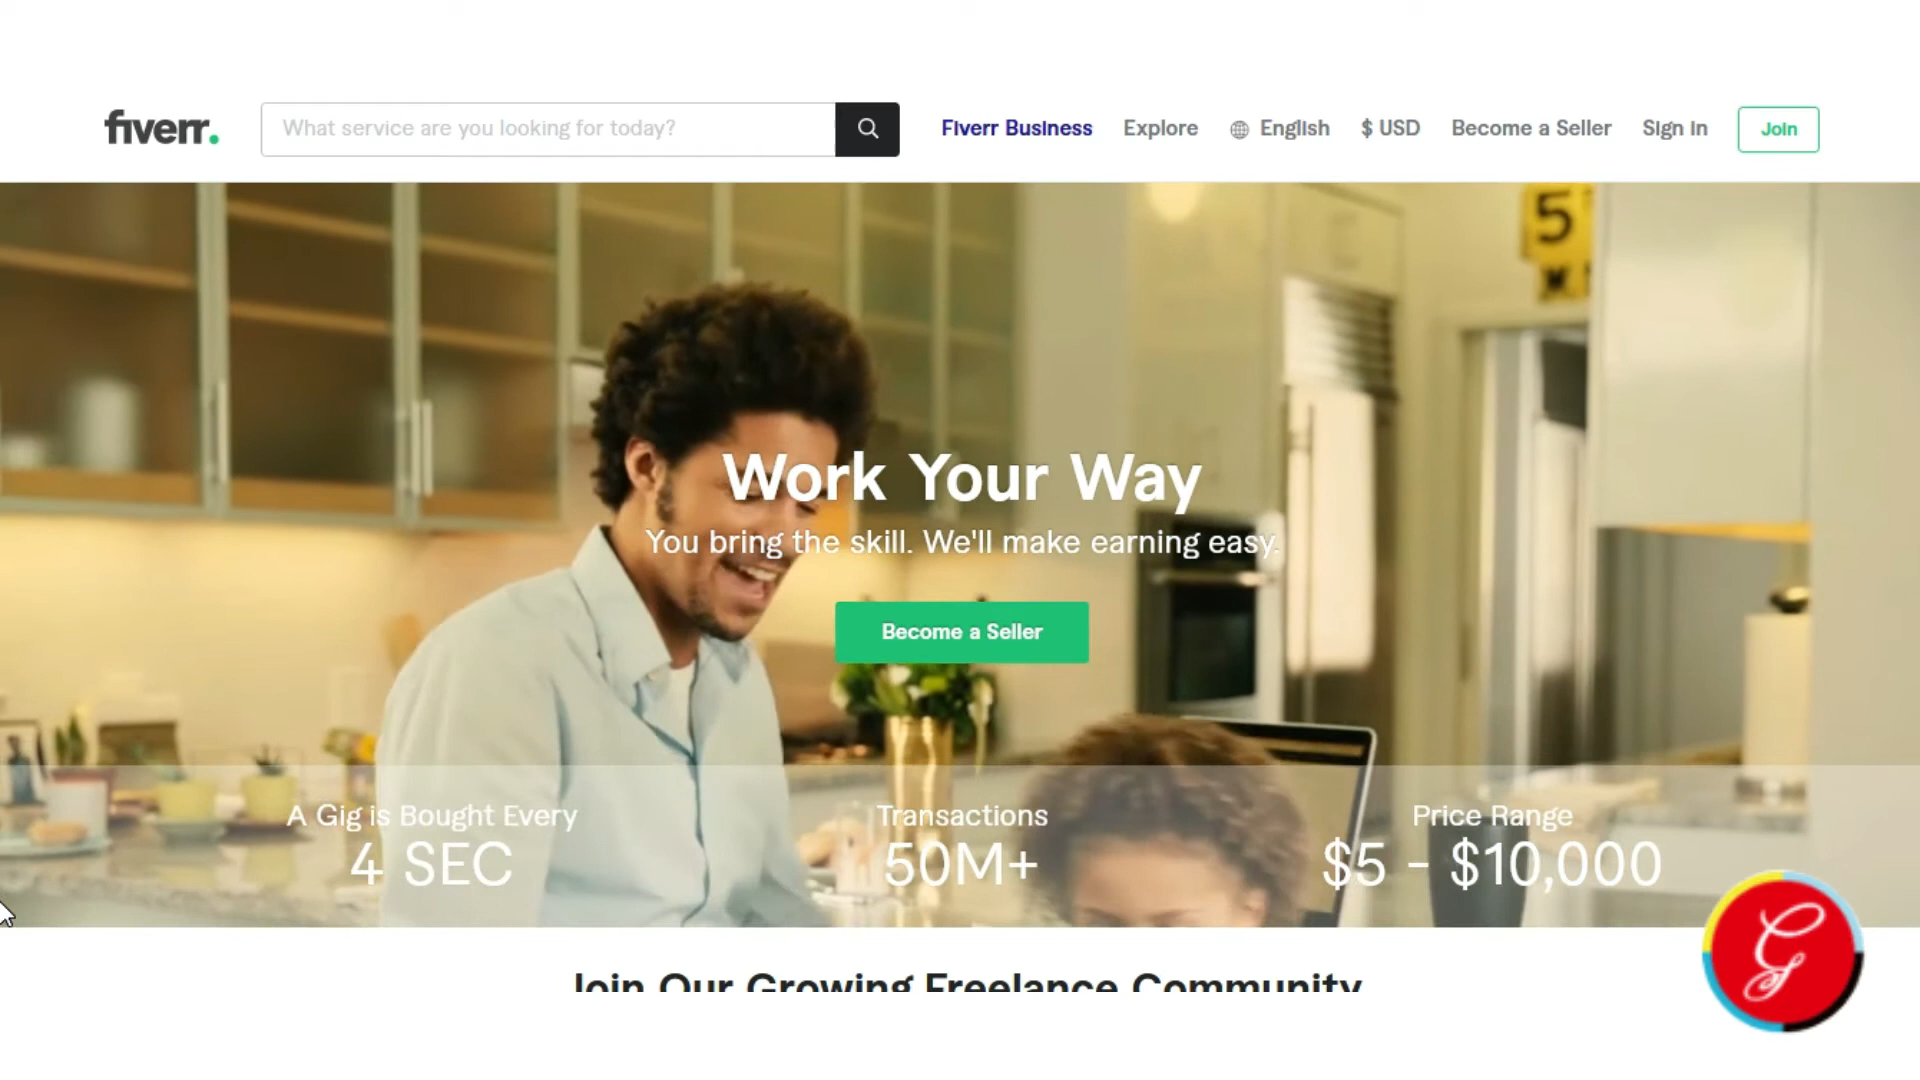 fiverr.
What service are you looking for today?
Fiverr Business
Explore
English
$ USD
Become a Seller
Sign in
Join
5
Work Your Way
You bring the skill. We'll make earning easy.
Become a Seller
A Gig is Bought Every
4 SEC
Transactions
50M+
Price Range
$5 - $10,000
G
Join Our Growing Freelance Community